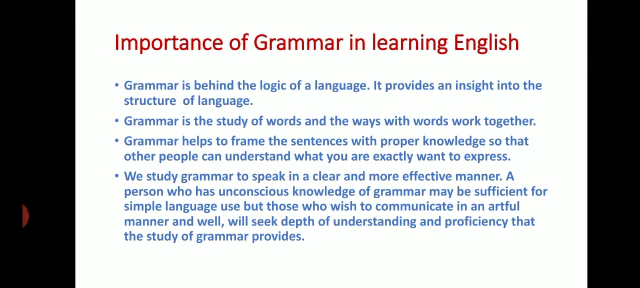 Importance of Grammar in learning English
• Grammar is behind the logic of a language. It provides an insight into the
structure of language.
• Grammar is the study of words and the ways with words work together.
• Grammar helps to frame the sentences with proper knowledge so that
other people can understand what you are exactly want to express.
• We study grammar to speak in a clear and more effective manner. A
person who has unconscious knowledge of grammar may be sufficient for
simple language use but those who wish to communicate in an artful
manner and well, will seek depth of understanding and proficiency that
the study of grammar provides.